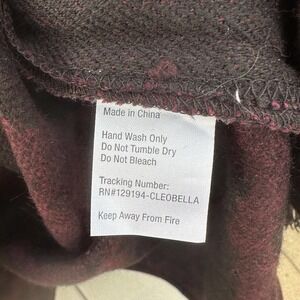 Made in China
Hand Wash Only
Do Not Tumble Dry
Do Not Bleach
Tracking Number:
RN#129194-CLEOBELLA
Keep Away From Fire